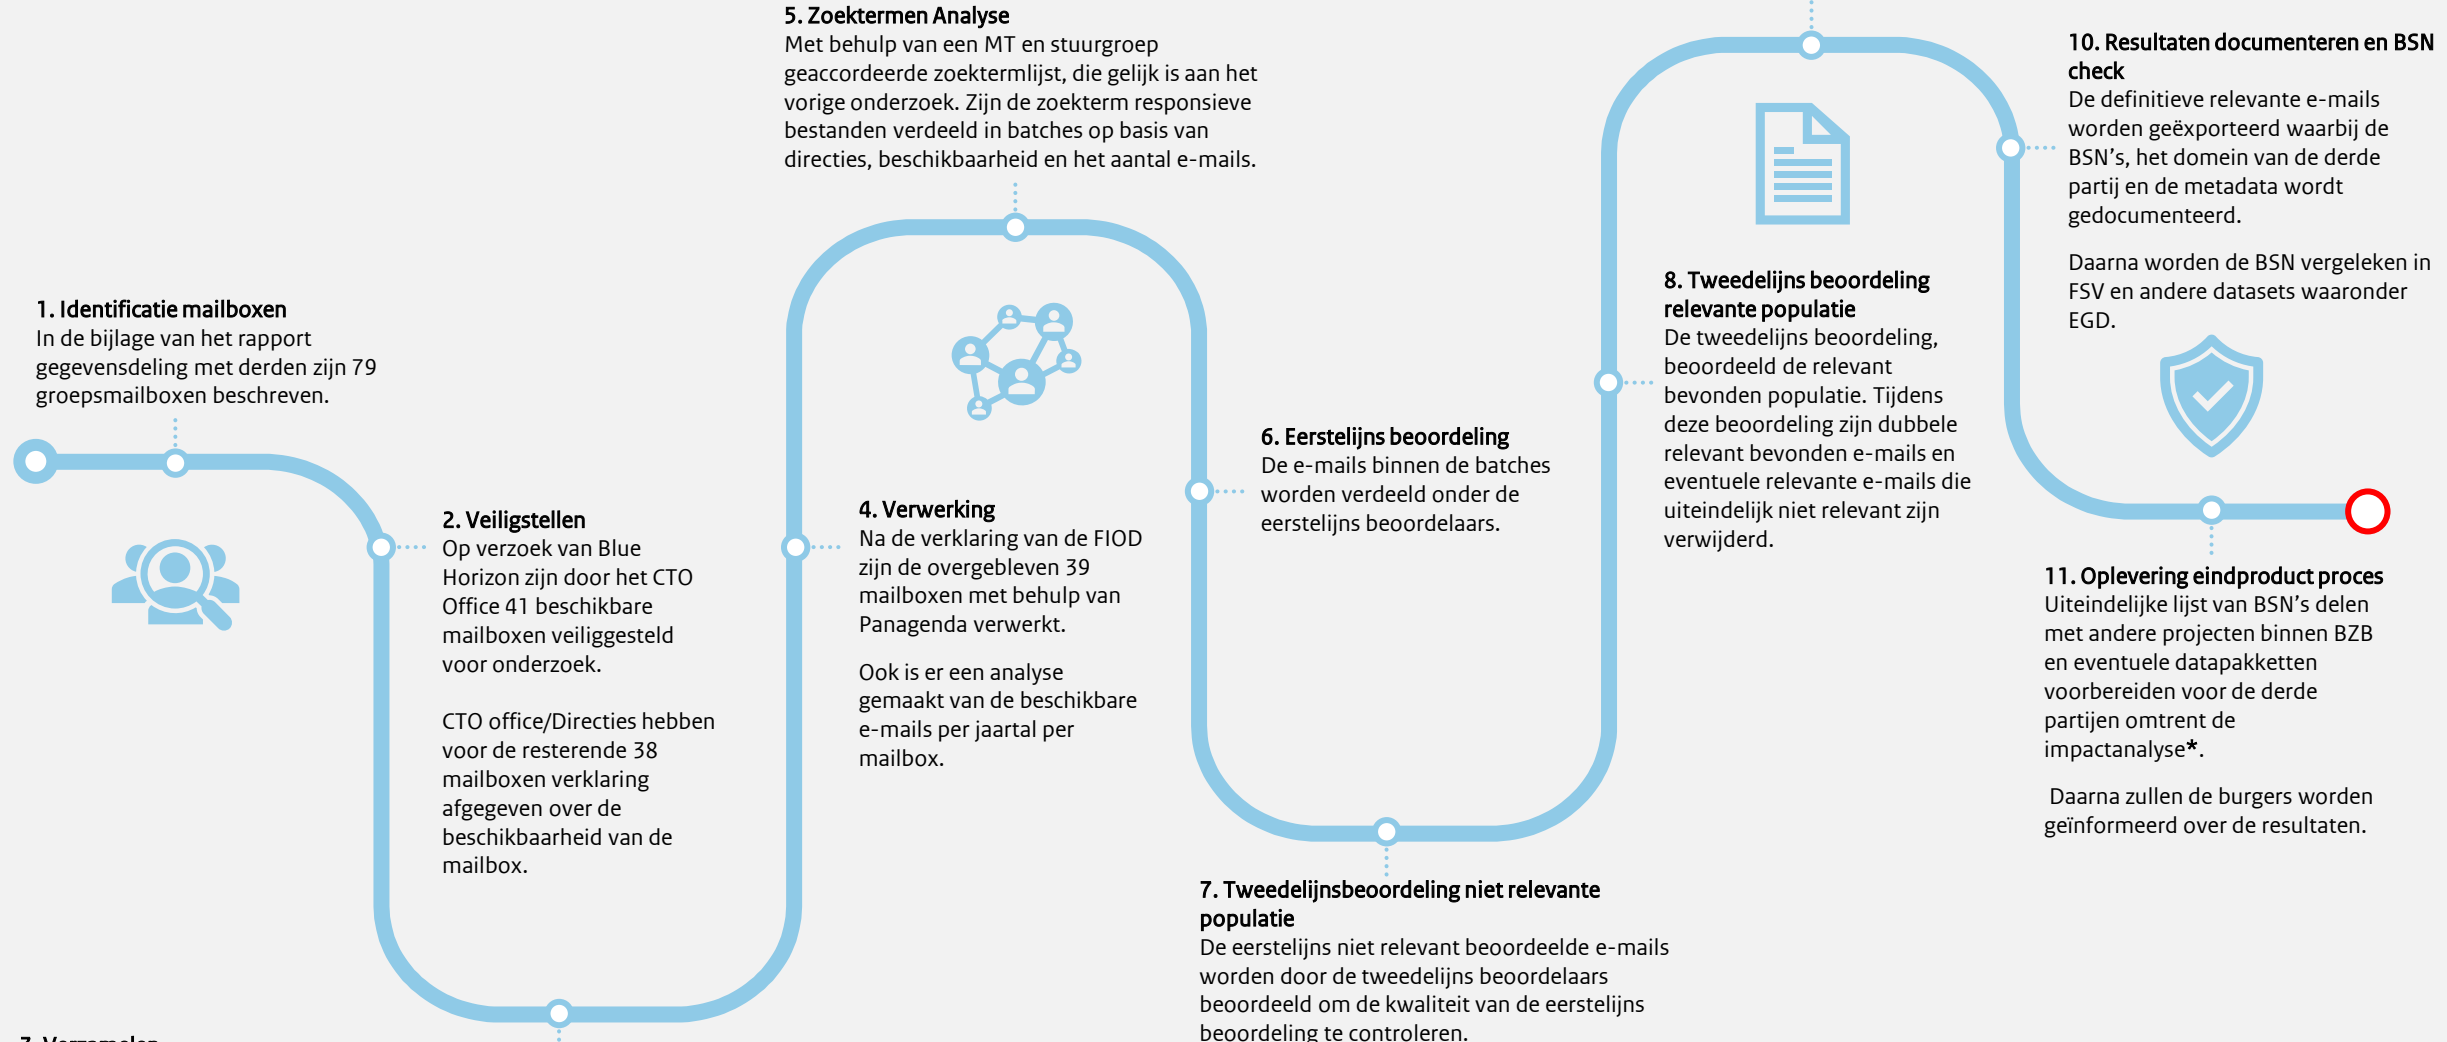 1. Identificatie mailboxen
In de bijlage van het rapport
gegevensdeling met derden zijn 79
groepsmailboxen beschreven.
2. Veiligstellen
Op verzoek van Blue
Horizon zijn door het CTO
Office 41 beschikbare
mailboxen veiliggesteld
voor onderzoek.
CTO office/Directies hebben
voor de resterende 38
mailboxen verklaring
afgegeven over de
beschikbaarheid van de
mailbox.
3. Verzamelen
4. Verwerking
Na de verklaring van de FIOD
zijn de overgebleven 39
mailboxen met behulp van
Panagenda verwerkt.
Ook is er een analyse
gemaakt van de beschikbare
e-mails per jaartal per
mailbox.
5. Zoektermen Analyse
Met behulp van een MT en stuurgroep
geaccordeerde zoektermlijst, die gelijk is aan het
vorige onderzoek. Zijn de zoekterm responsieve
bestanden verdeeld in batches op basis van
directies, beschikbaarheid en het aantal e-mails.
6. Eerstelijns beoordeling
De e-mails binnen de batches
worden verdeeld onder de
eerstelijns beoordelaars.
7. Tweedelijnsbeoordeling niet relevante
populatie
De eerstelijns niet relevant beoordeelde e-mails
worden door de tweedelijns beoordelaars
beoordeeld om de kwaliteit van de eerstelijns
beoordeling te controleren.
8. Tweedelijns beoordeling
relevante populatie
De tweedelijns beoordeling,
beoordeeld de relevant
bevonden populatie. Tijdens
deze beoordeling zijn dubbele
relevant bevonden e-mails en
eventuele relevante e-mails die
uiteindelijk niet relevant zijn
verwijderd.
10. Resultaten documenteren en BSN
check
De definitieve relevante e-mails
worden geëxporteerd waarbij de
BSN's, het domein van de derde
partij en de metadata wordt
gedocumenteerd.
Daarna worden de BSN vergeleken in
FSV en andere datasets waaronder
EGD.
11. Oplevering eindproduct proces
Uiteindelijke lijst van BSN's delen
met andere projecten binnen BZB
en eventuele datapakketten
voorbereiden voor de derde
partijen omtrent de
impactanalyse*.
Daarna zullen de burgers worden
geïnformeerd over de resultaten.